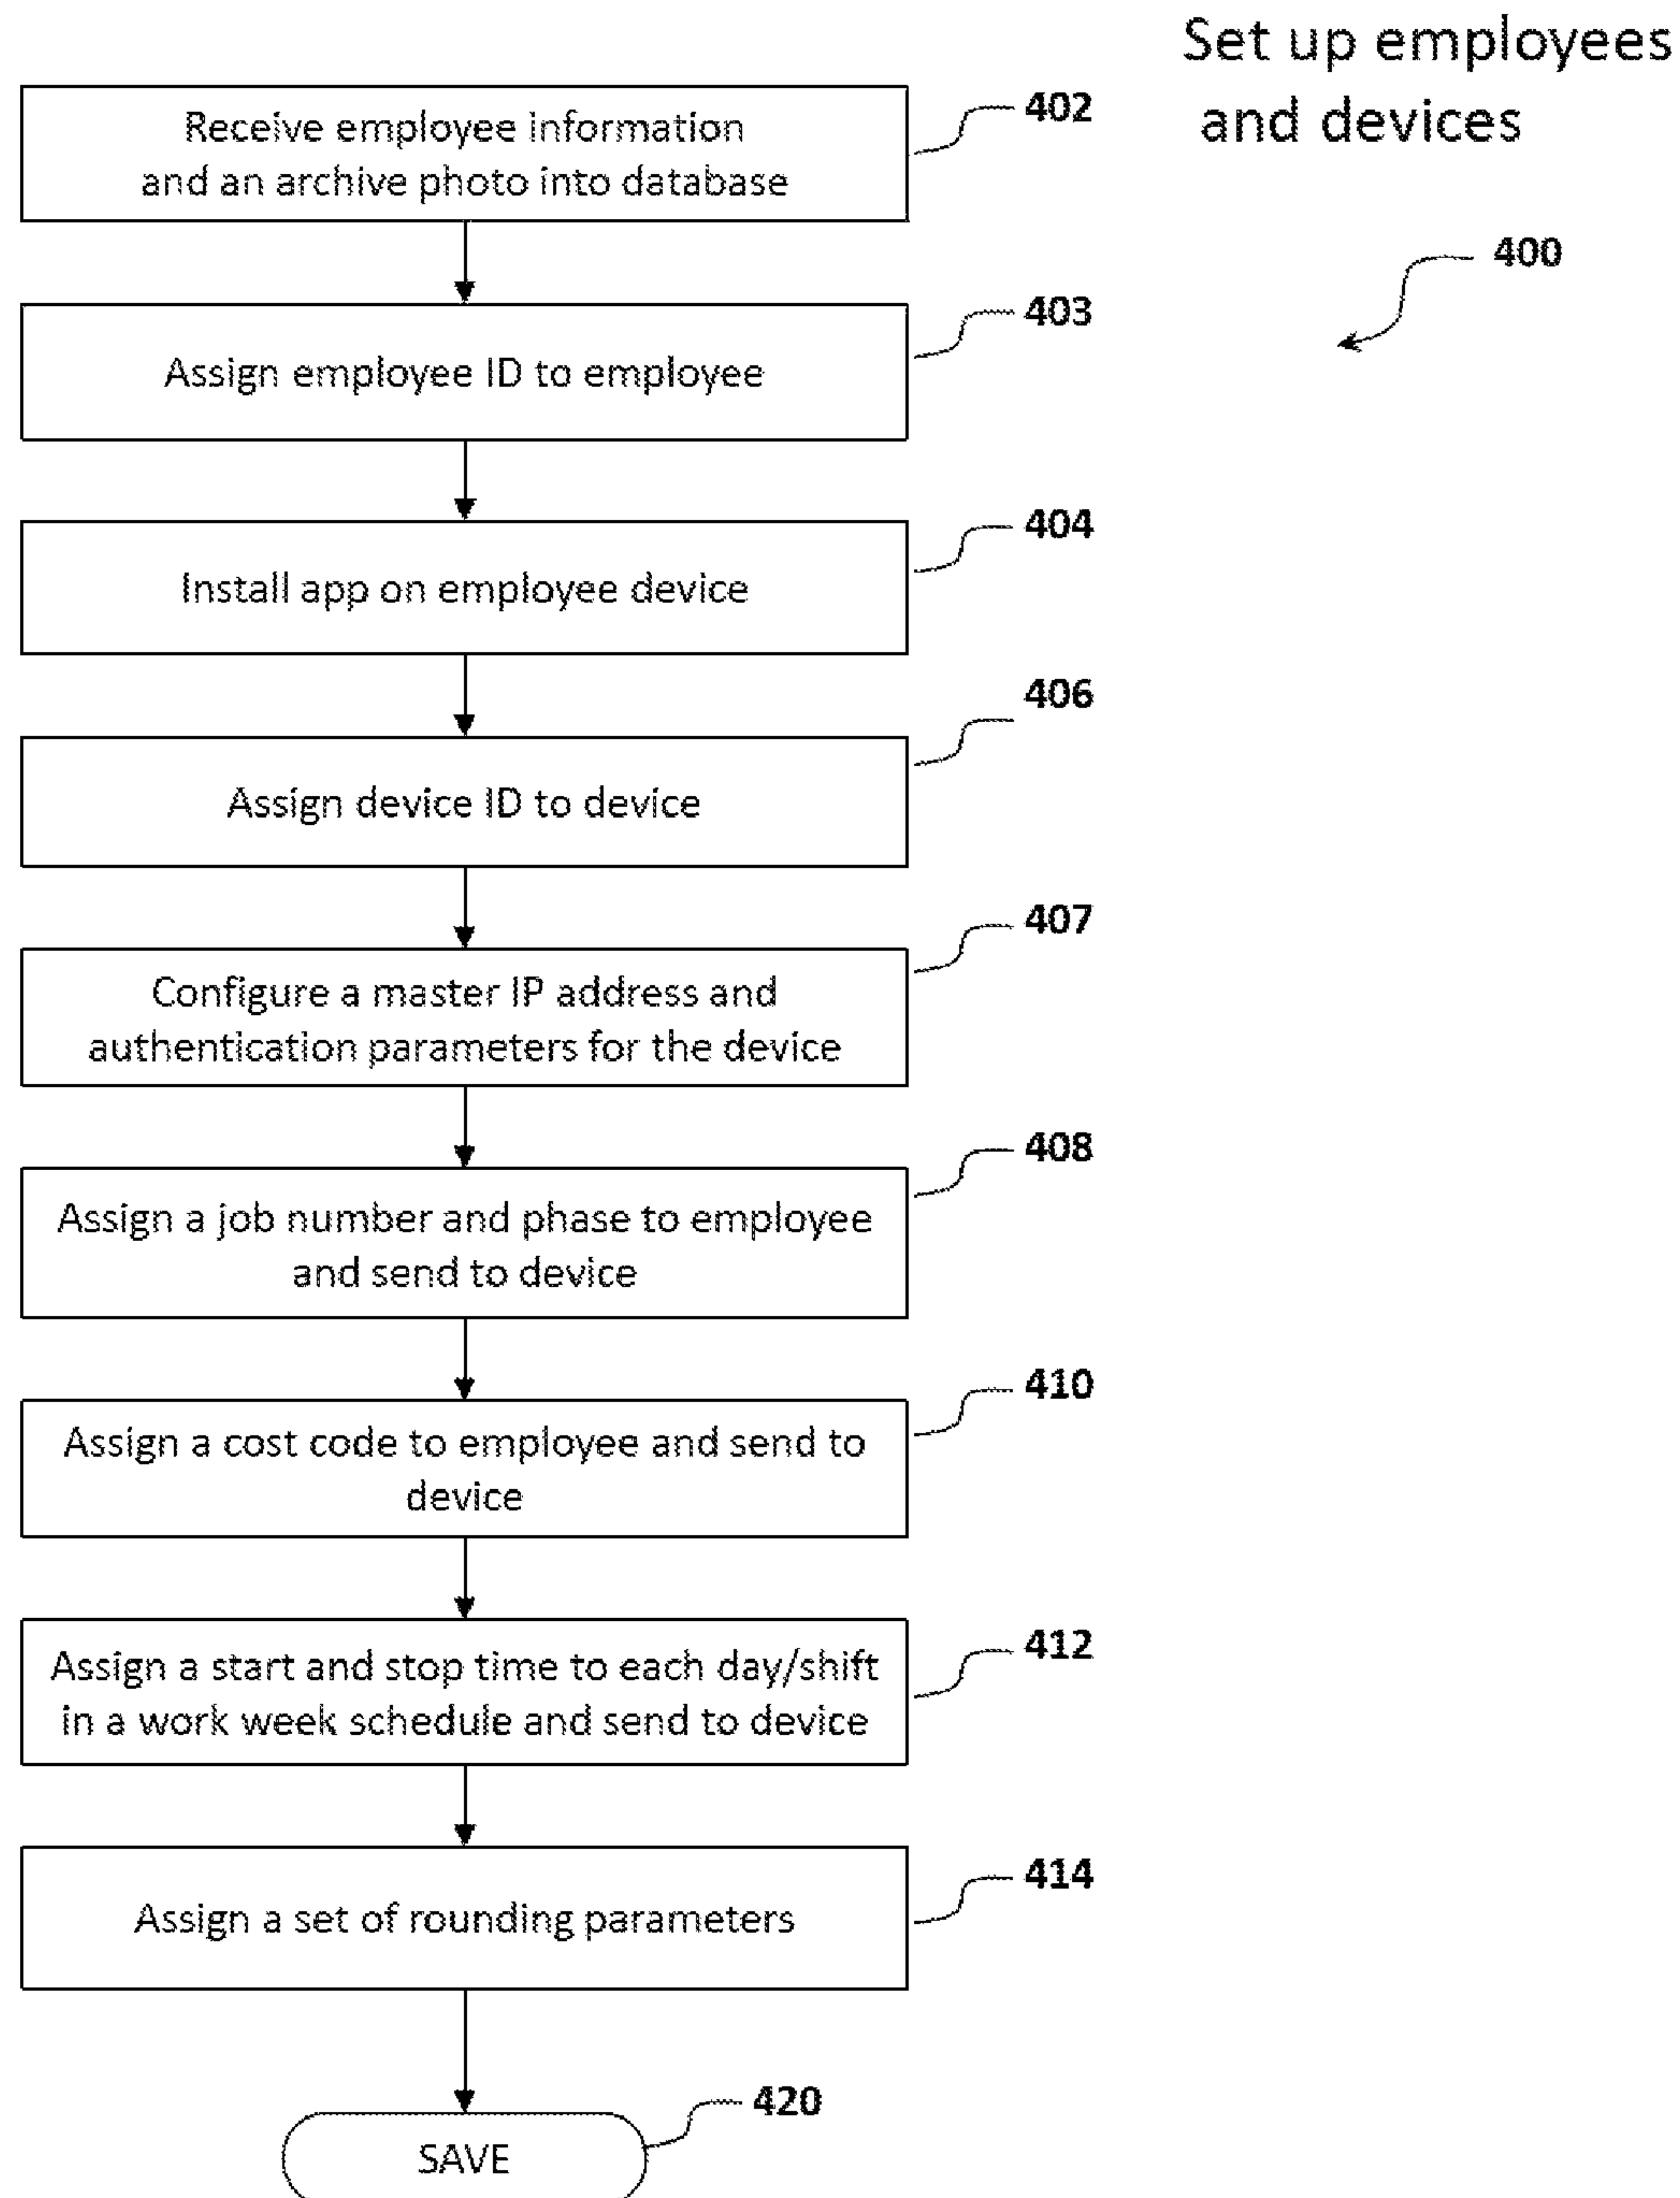 Set up employees
and devices
400
Receive employee information
and an archive photo into database
402
Assign employee ID to employee
403
Install app on employee device
404
Assign device ID to device
406
Configure a master IP address and
authentication parameters for the device
407
Assign a job number and phase to employee
and send to device
408
Assign a cost code to employee and send to
device
410
Assign a start and stop time to each day/shift
in a work week schedule and send to device
412
Assign a set of rounding parameters
414
SAVE
420